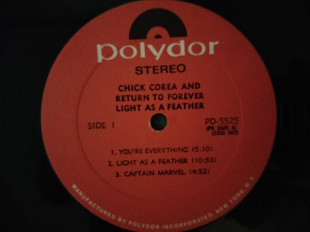 polydor
STEREO
CHICK COREA AND
RETURN TO FOREVER
LIGHT AS A FEATHER
SIDE 1
PD-5525
1. YOU'RE EVERYTHING (5:10)
2. LIGHT AS A FEATHER (10:53)
3. CAPTAIN MARVEL (4:52)
MANUFACTURED BY POLYDOR INCORPORATED, NEW YORK, N.Y.